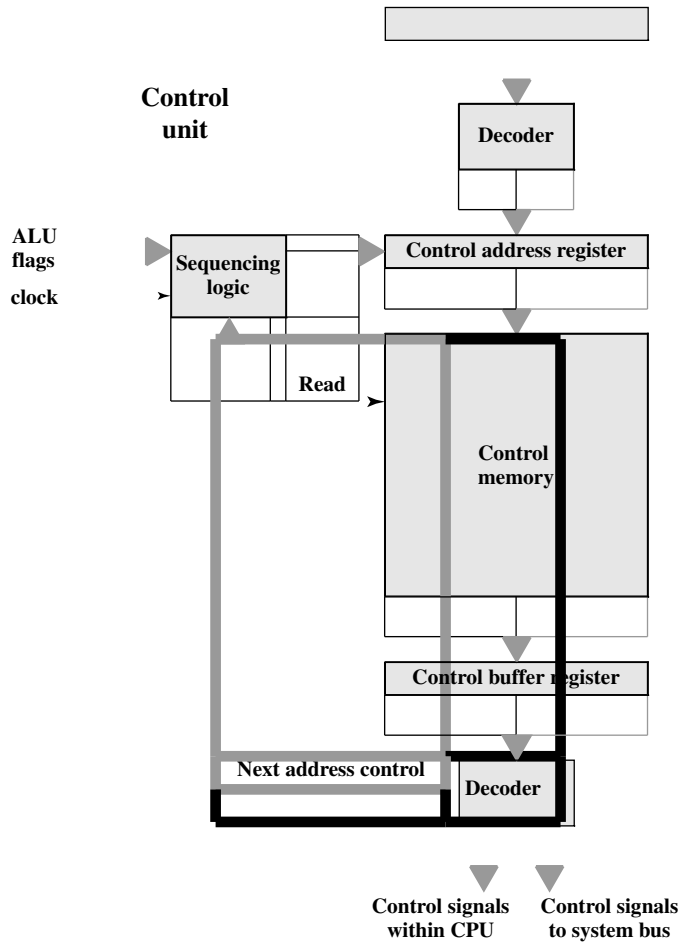 Control
unit
Decoder
ALU
flags
clock
Sequencing
logic
Control address register
Read
Control
memory
Control buffer register
Next address control
Decoder
Control signals
within CPU
Control signals
to system bus